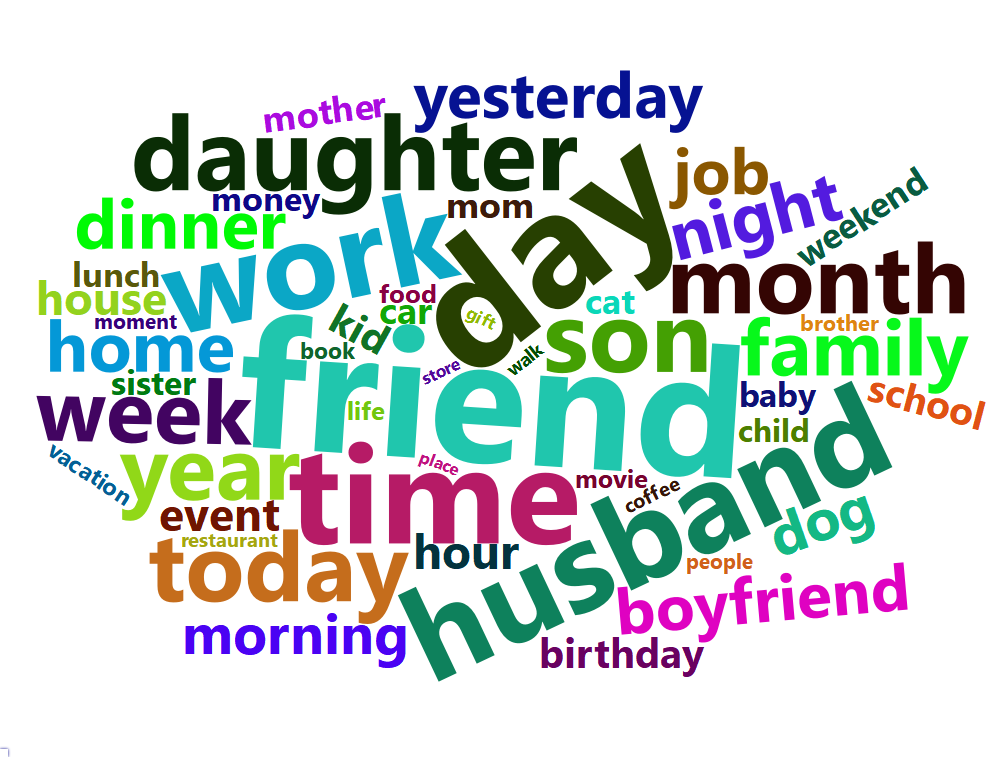 yesterday
mother
daughter
job
night
weekend
money
mom
day
dinner
work
month
lunch
house
food
cat
moment
car
gift
kid
son
brother
home
book
friend
walk
family
store
sister
baby
school
week
life
child
husband
year
vacation
time
place
movie
coffee
event
dog
restaurant
today
hour
people
boyfriend
morning
birthday